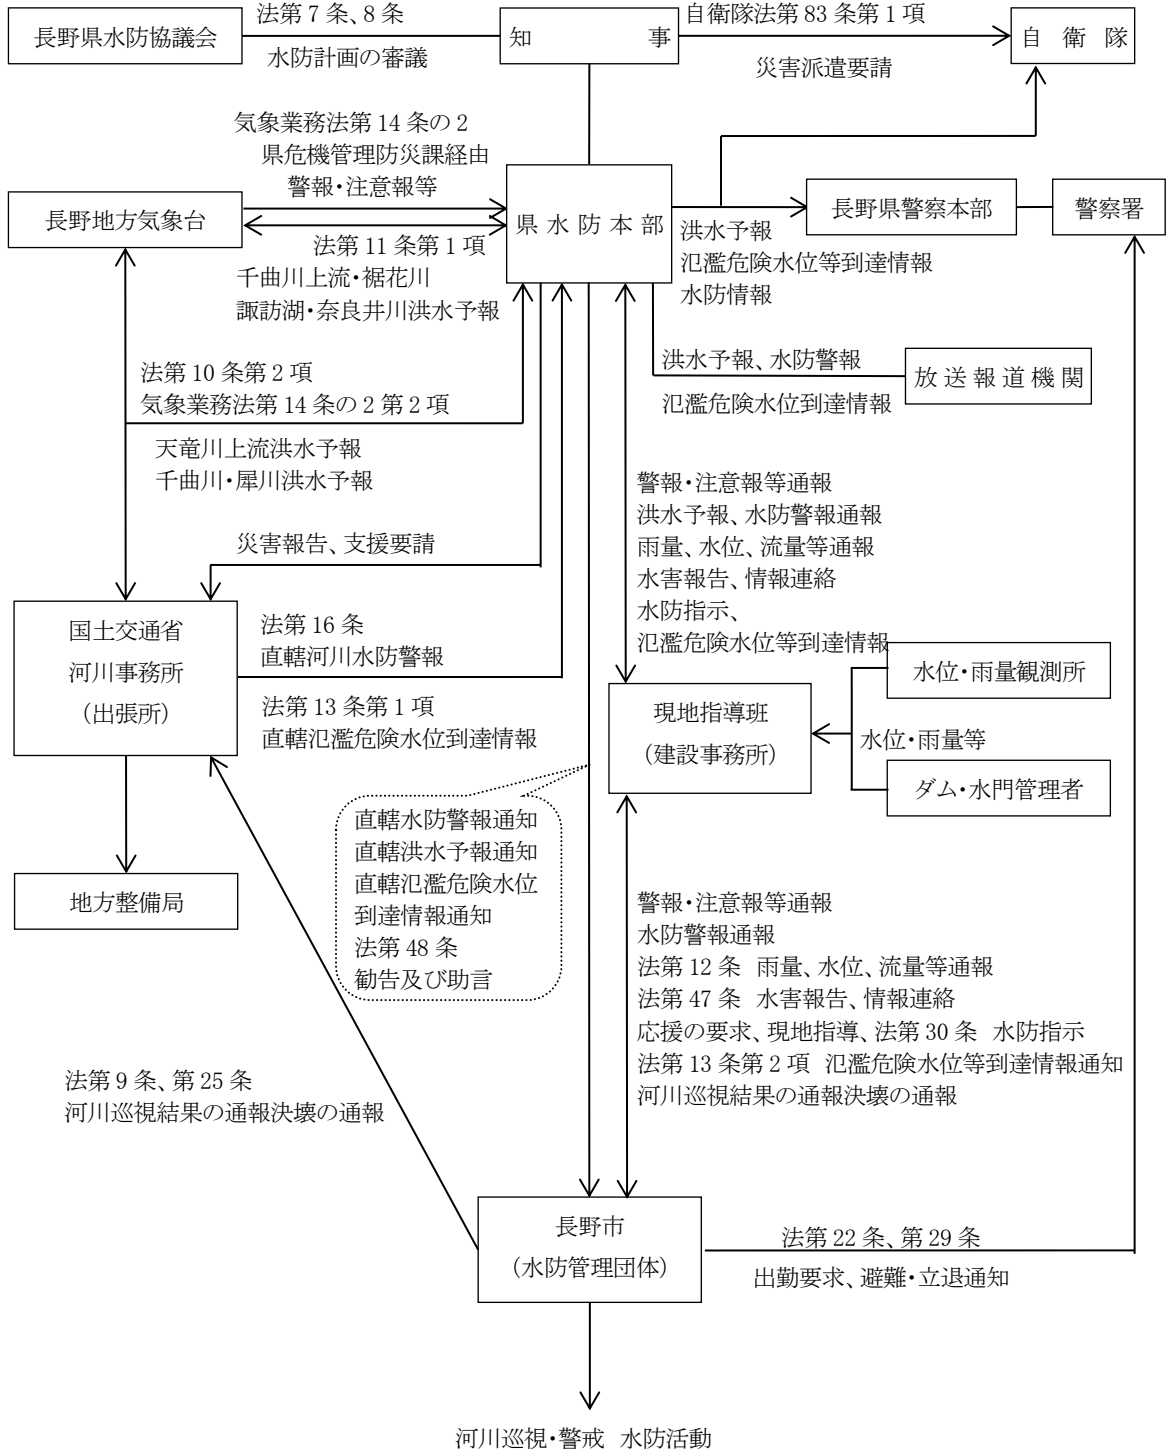 法第７条、８条
自衛隊法第83条第１項
長野県水防協議会
知　　　事
自　衛　隊
水防計画の審議
災害派遣要請
気象業務法第14条の２
県危機管理防災課経由
警報・注意報等
長野地方気象台
県水防本部
長野県警察本部
警察署
法第11条第１項
千曲川上流・裾花川
諏訪湖・奈良井川洪水予報
洪水予報
氾濫危険水位等到達情報
水防情報
洪水予報、水防警報
放送報道機関
氾濫危険水位到達情報
法第10条第２項
気象業務法第14条の２第２項
天竜川上流洪水予報
千曲川・犀川洪水予報
警報・注意報等通報
洪水予報、水防警報通報
雨量、水位、流量等通報
水害報告、情報連絡
水防指示、
氾濫危険水位等到達情報
災害報告、支援要請
国土交通省
河川事務所
（出張所）
法第16条
直轄河川水防警報
法第13条第１項
直轄氾濫危険水位到達情報
水位・雨量観測所
現地指導班
（建設事務所）
水位・雨量等
ダム・水門管理者
直轄水防警報通知
直轄洪水予報通知
直轄氾濫危険水位
到達情報通知
法第48条
勧告及び助言
地方整備局
警報・注意報等通報
水防警報通報
法第12条　雨量、水位、流量等通報
法第47条　水害報告、情報連絡
応援の要求、現地指導、法第30条　水防指示
法第13条第２項　氾濫危険水位等到達情報通知
河川巡視結果の通報決壊の通報
法第９条、第25条
河川巡視結果の通報決壊の通報
長野市
（水防管理団体）
法第22条、第29条
出勤要求、避難・立退通知
河川巡視・警戒　水防活動